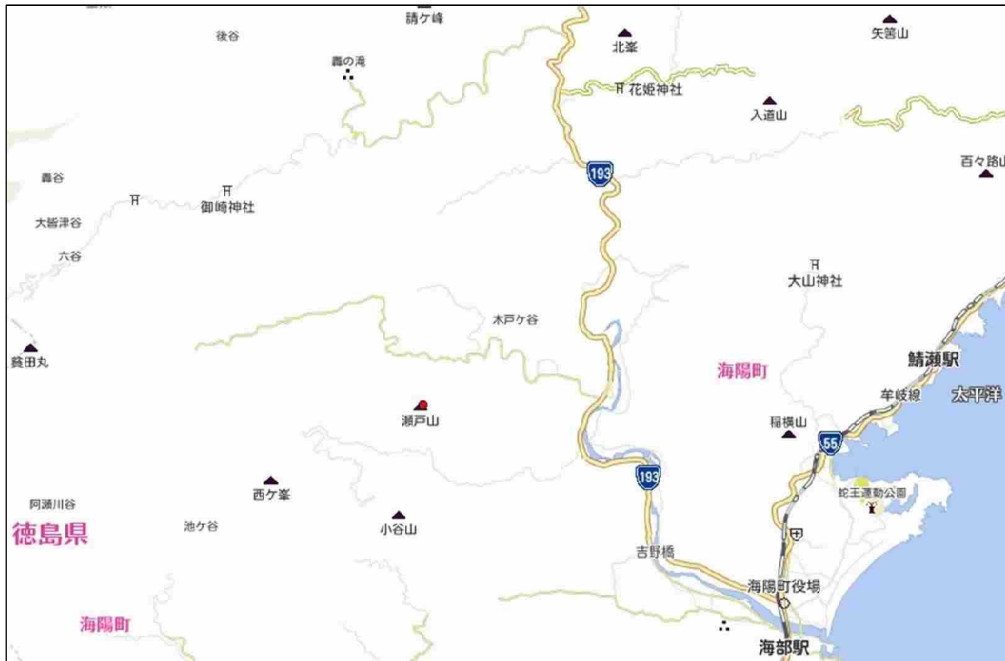 請ケ峰
矢筈山
後谷
北峯
轟の滝
花姫神社
入道山
百々路山
193
轟谷
御崎神社
大皆津谷
六谷
大山神社
木戸ケ谷
貧田丸
海陽町
鯖瀬駅
牟岐線
太平洋
瀬戸山
稲横山
55
193
西ケ峯
蛇王運動公園
阿瀬川谷
小谷山
池ケ谷
徳島県
吉野橋
海陽町役場
海陽町
海部駅